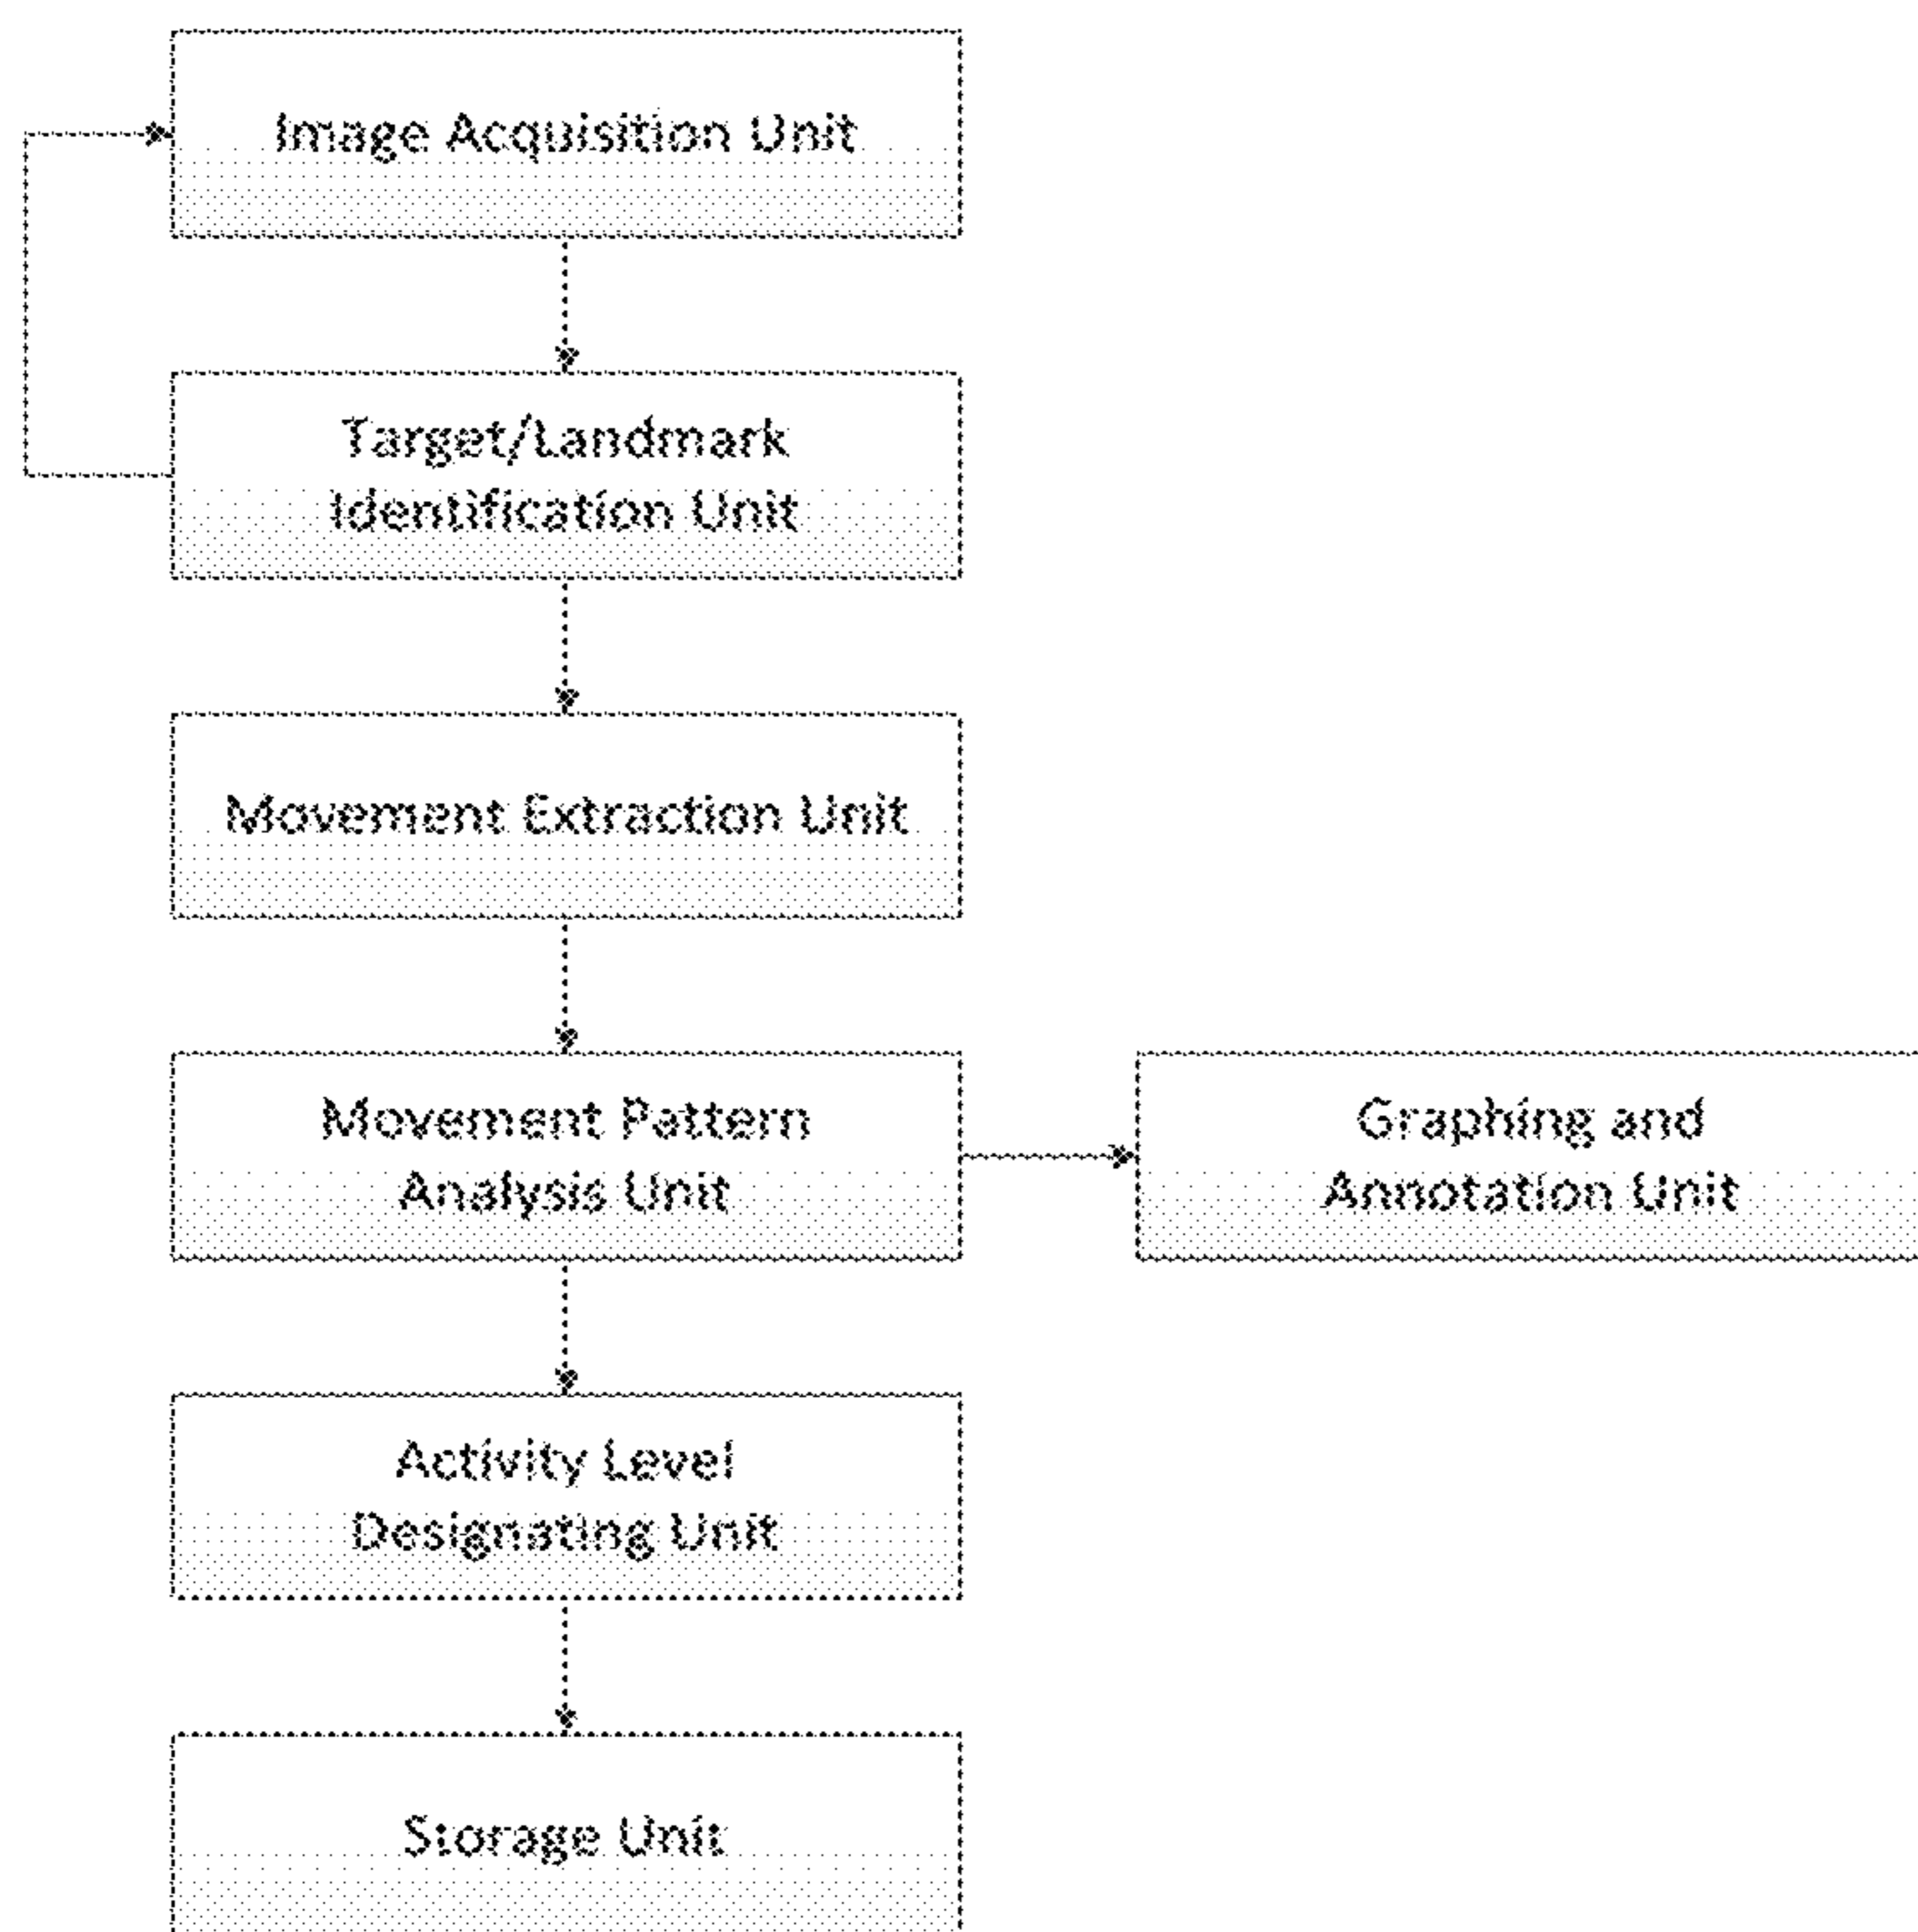 Image Acquisition Unit
Target/Landmark
Identification Unit
Movement Extraction Unit
Movement Pattern
Analysis Unit
Graphing and
Annotation Unit
Activity Level
Designating Unit
Storage Unit